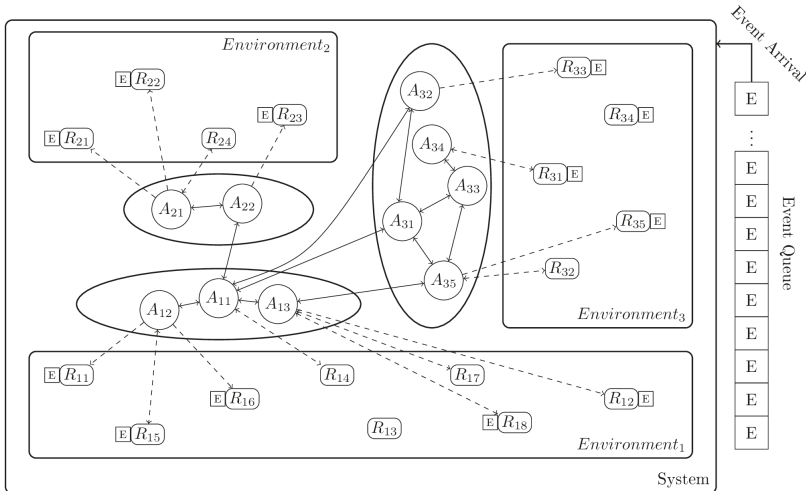 Event Arrival
Environment₂
E R₂₂
E R₂₃
E R₂₁
R₂₄
A₂₁
A₂₂
A₃₂
A₃₄
A₃₃
A₃₁
A₃₅
R₃₃ E
R₃₄ E
R₃₁ E
R₃₅ E
R₃₂
Environment₃
A₁₂
A₁₁
A₁₃
E R₁₁
R₁₄
R₁₇
E R₁₆
R₁₂ E
E R₁₅
R₁₃
E R₁₈
Environment₁
System
E
⋮
E
E
E
E
E
E
E
E
E
Event Queue